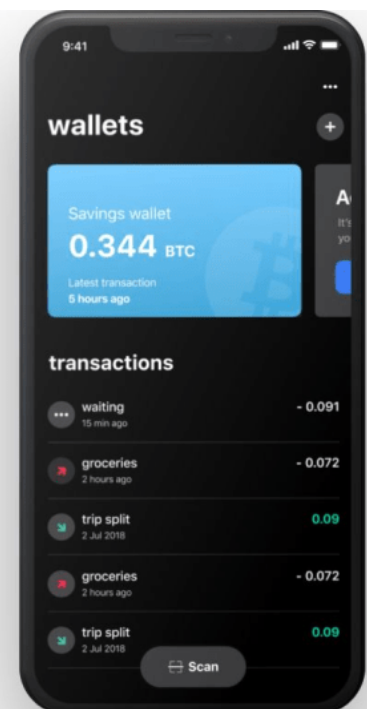 9:41
wallets
Savings wallet
0.344 BTC
Latest transaction
5 hours ago
A
It's
yo
transactions
waiting
- 0.091
15 min ago
groceries
- 0.072
2 hours ago
trip split
0.09
2 Jul 2018
groceries
- 0.072
2 hours ago
trip split
0.09
2 Jul 2018
Scan